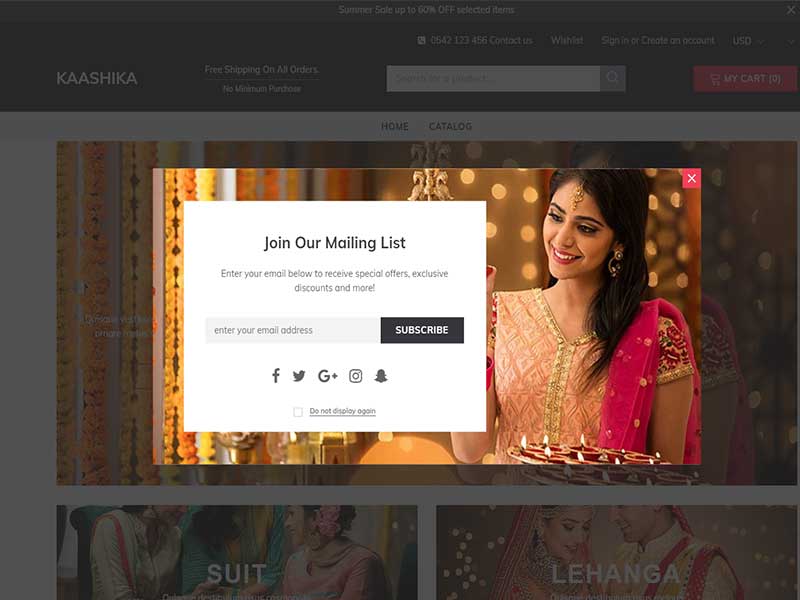 Summer Sale up to 60% OFF selected items
0542 123 456 Contact us
Wishlist
Sign in or Create an account
USD
KAASHIKA
Free Shipping On All Orders.
No Minimum Purchase
Search for a product...
MY CART (0)
HOME
CATALOG
Join Our Mailing List
Enter your email below to receive special offers, exclusive
discounts and more!
enter your email address
SUBSCRIBE
Do not display again
SUIT
LEHANGA